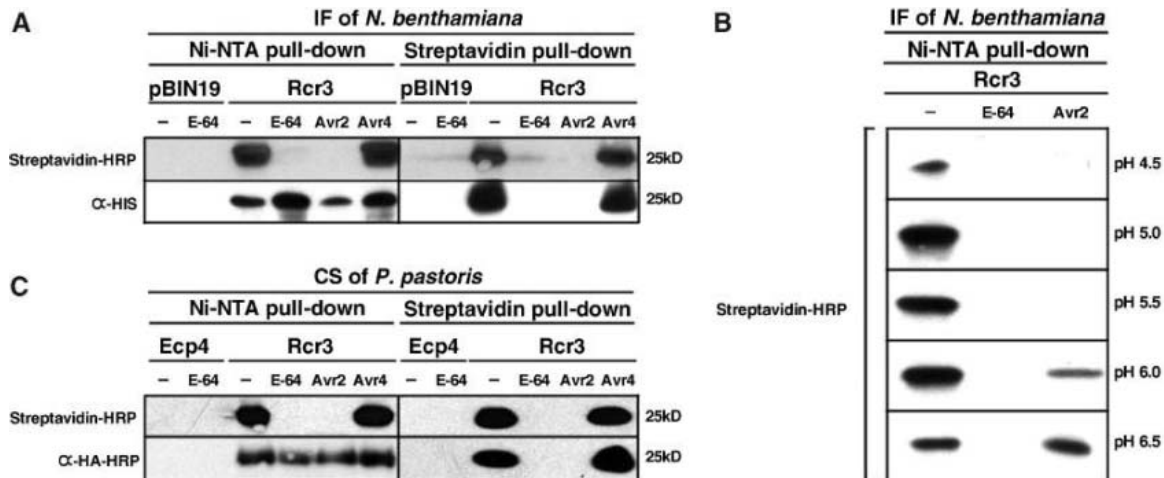 A
IF of N. benthamiana
Ni-NTA pull-down Streptavidin pull-down
pBIN19 Rcr3 pBIN19 Rcr3
– E-64 – E-64 Avr2 Avr4 – E-64 – E-64 Avr2 Avr4
Streptavidin-HRP 25kD
α-HIS 25kD
B
IF of N. benthamiana
Ni-NTA pull-down
Rcr3
– E-64 Avr2
pH 4.5
pH 5.0
pH 5.5
Streptavidin-HRP
pH 6.0
pH 6.5
C
CS of P. pastoris
Ni-NTA pull-down Streptavidin pull-down
Ecp4 Rcr3 Ecp4 Rcr3
– E-64 – E-64 Avr2 Avr4 – E-64 – E-64 Avr2 Avr4
Streptavidin-HRP 25kD
α-HA-HRP 25kD